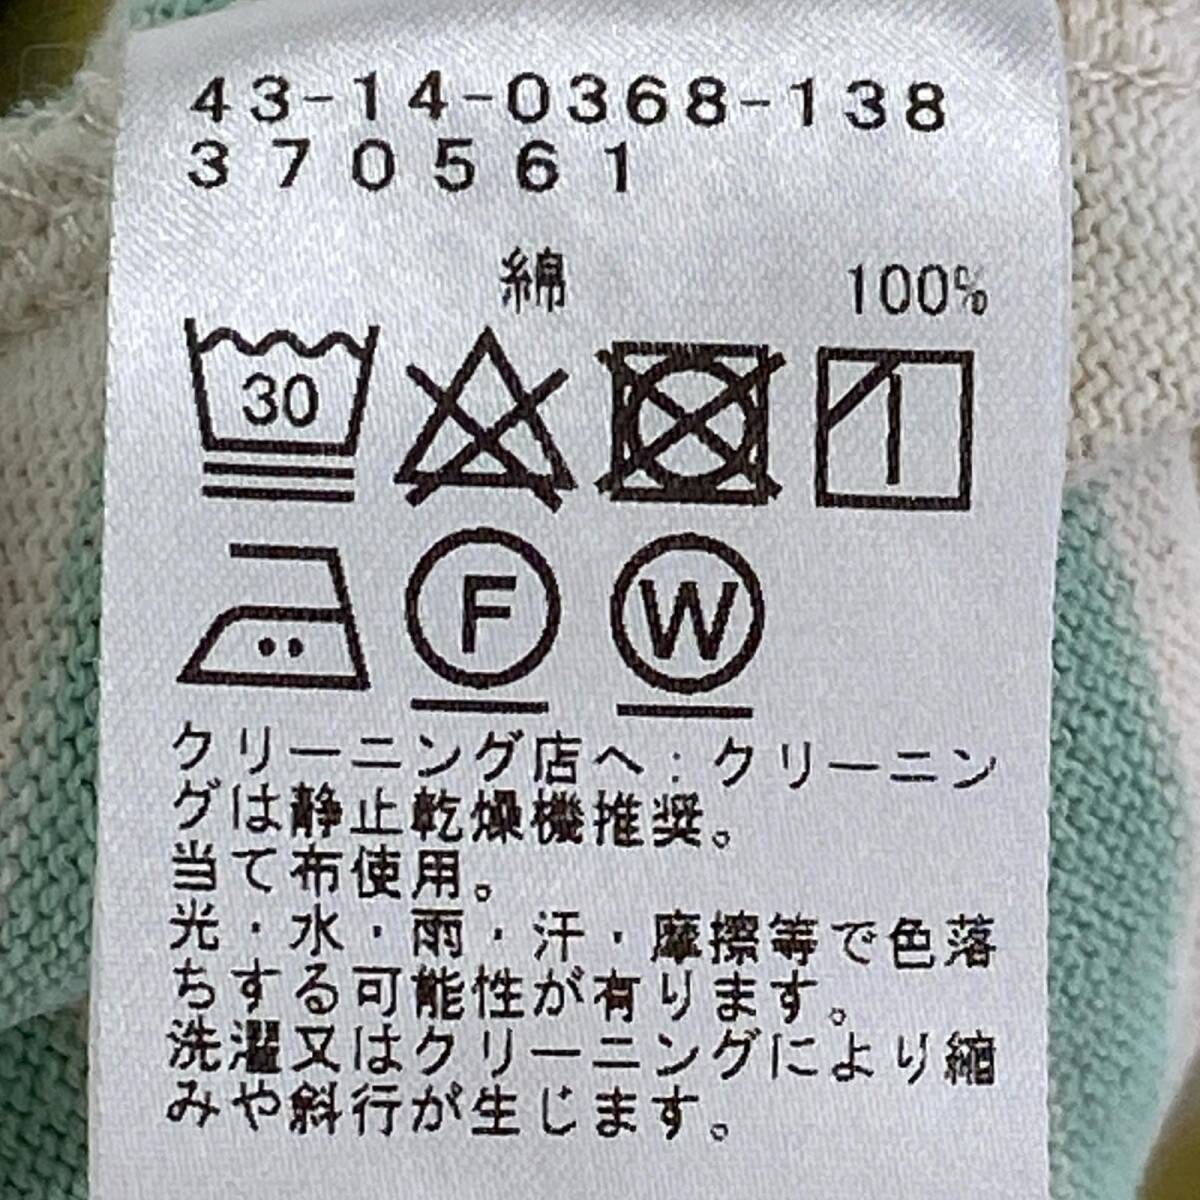 43-14-0368-138
370561
綿 100%
30
F W
クリーニング店へ:クリーニン
グは静止乾燥機推奨。
当て布使用。
光・水・雨・汗・摩擦等で色落
ちする可能性が有ります。
洗濯又はクリーニングにより縮
みや斜行が生じます。